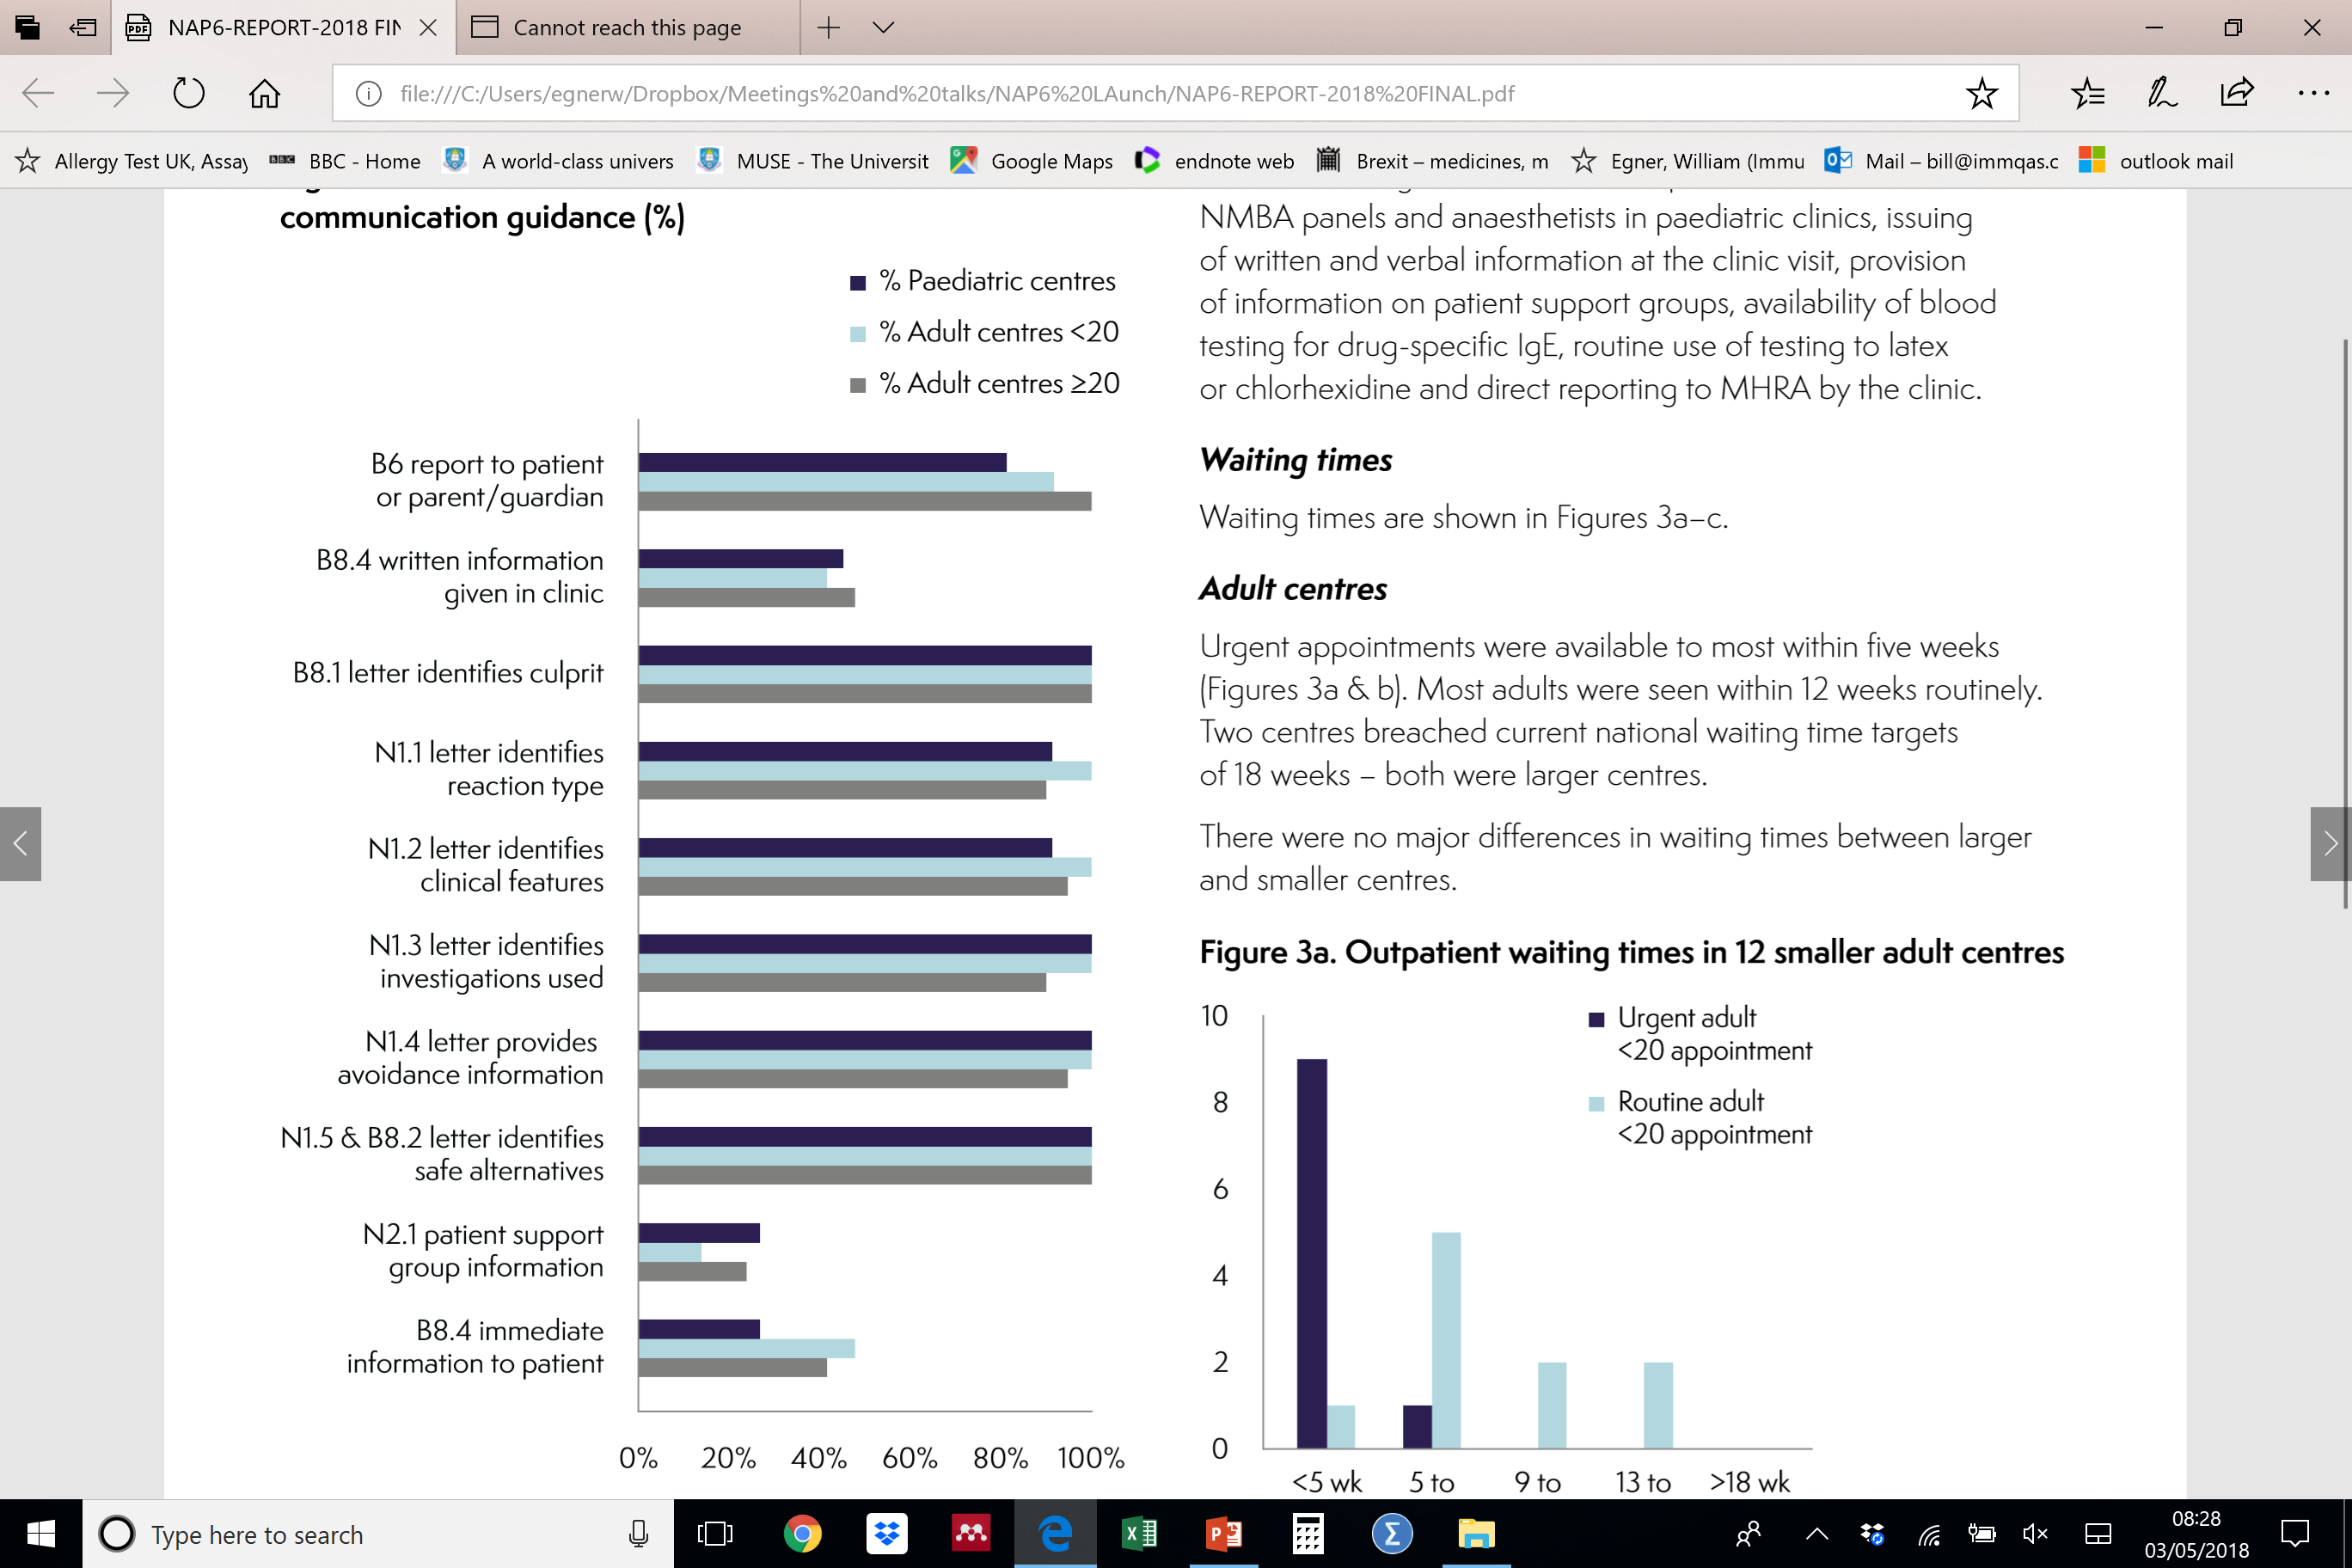 NAP6-REPORT-2018 FIN
Cannot reach this page
file:///C:/Users/egnerw/Dropbox/Meetings%20and%20talks/NAP6%20LAunch/NAP6-REPORT-2018%20FINAL.pdf
Allergy Test UK, Assay
BBC - Home
A world-class univers
MUSE - The Universit
Google Maps
endnote web
Brexit – medicines, m
Egner, William (Immu
Mail – bill@immqas.c
outlook mail
communication guidance (%)
% Paediatric centres
% Adult centres <20
% Adult centres ≥20
B6 report to patient
or parent/guardian
B8.4 written information
given in clinic
B8.1 letter identifies culprit
N1.1 letter identifies
reaction type
N1.2 letter identifies
clinical features
N1.3 letter identifies
investigations used
N1.4 letter provides
avoidance information
N1.5 & B8.2 letter identifies
safe alternatives
N2.1 patient support
group information
B8.4 immediate
information to patient
0% 20% 40% 60% 80% 100%
NMBA panels and anaesthetists in paediatric clinics, issuing
of written and verbal information at the clinic visit, provision
of information on patient support groups, availability of blood
testing for drug-specific IgE, routine use of testing to latex
or chlorhexidine and direct reporting to MHRA by the clinic.
Waiting times
Waiting times are shown in Figures 3a–c.
Adult centres
Urgent appointments were available to most within five weeks
(Figures 3a & b). Most adults were seen within 12 weeks routinely.
Two centres breached current national waiting time targets
of 18 weeks – both were larger centres.
There were no major differences in waiting times between larger
and smaller centres.
Figure 3a. Outpatient waiting times in 12 smaller adult centres
Urgent adult
<20 appointment
Routine adult
<20 appointment
10
8
6
4
2
0
<5 wk 5 to 9 to 13 to >18 wk
Type here to search
08:28
03/05/2018